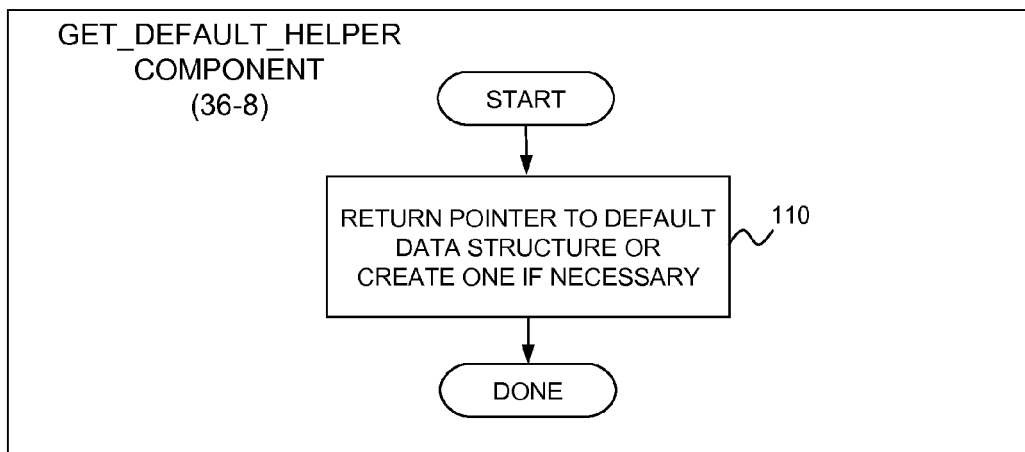 GET_DEFAULT_HELPER
COMPONENT
(36-8)
START
RETURN POINTER TO DEFAULT
DATA STRUCTURE OR
CREATE ONE IF NECESSARY
110
DONE